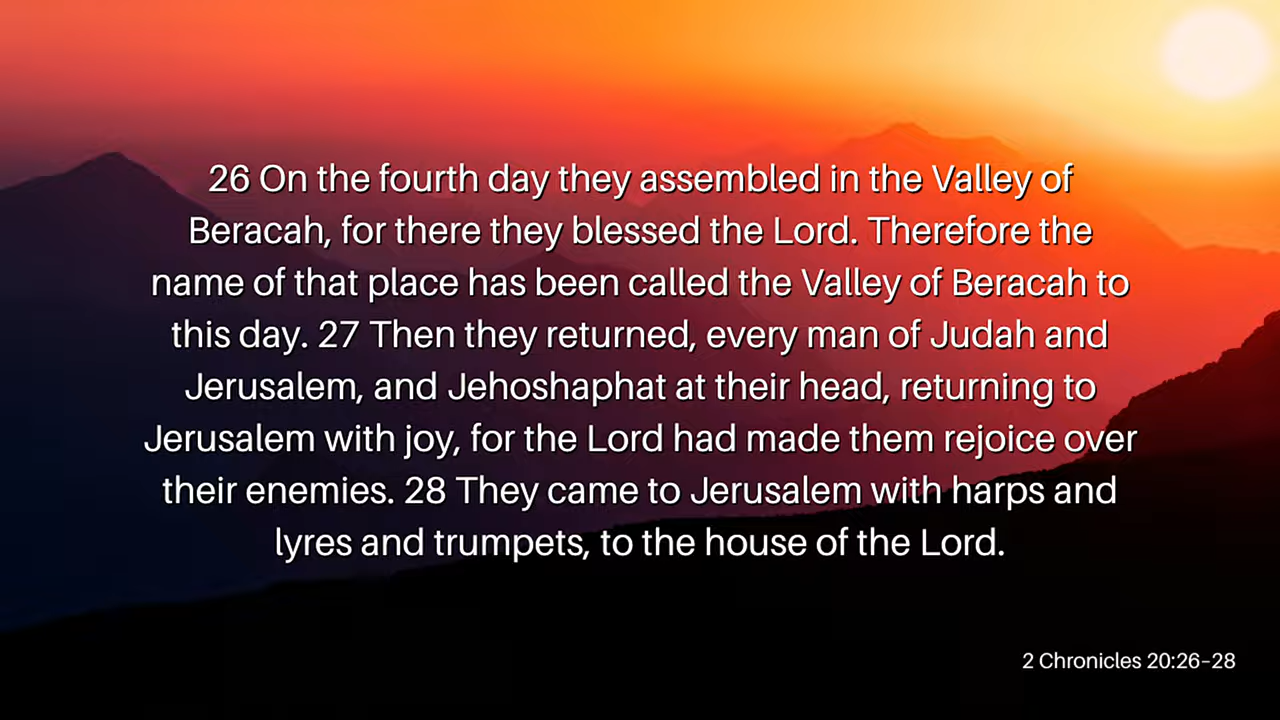 26 On the fourth day they assembled in the Valley of
Beracah, for there they blessed the Lord. Therefore the
name of that place has been called the Valley of Beracah to
this day. 27 Then they returned, every man of Judah and
Jerusalem, and Jehoshaphat at their head, returning to
Jerusalem with joy, for the Lord had made them rejoice over
their enemies. 28 They came to Jerusalem with harps and
lyres and trumpets, to the house of the Lord.
2 Chronicles 20:26–28